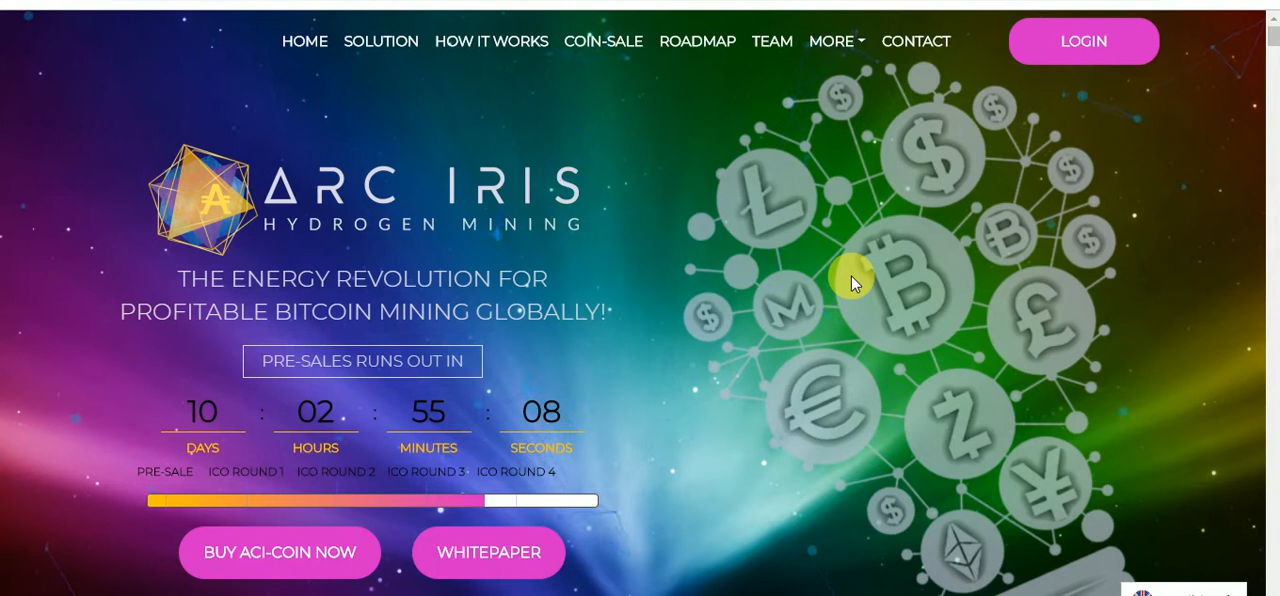 HOME SOLUTION HOW IT WORKS COIN-SALE ROADMAP TEAM MORE CONTACT LOGIN
ARC IRIS
HYDROGEN MINING
THE ENERGY REVOLUTION FOR
PROFITABLE BITCOIN MINING GLOBALLY!
PRE-SALES RUNS OUT IN
10 : 02 : 55 : 08
DAYS HOURS MINUTES SECONDS
PRE-SALE ICO ROUND 1 ICO ROUND 2 ICO ROUND 3 ICO ROUND 4
BUY ACI-COIN NOW WHITEPAPER